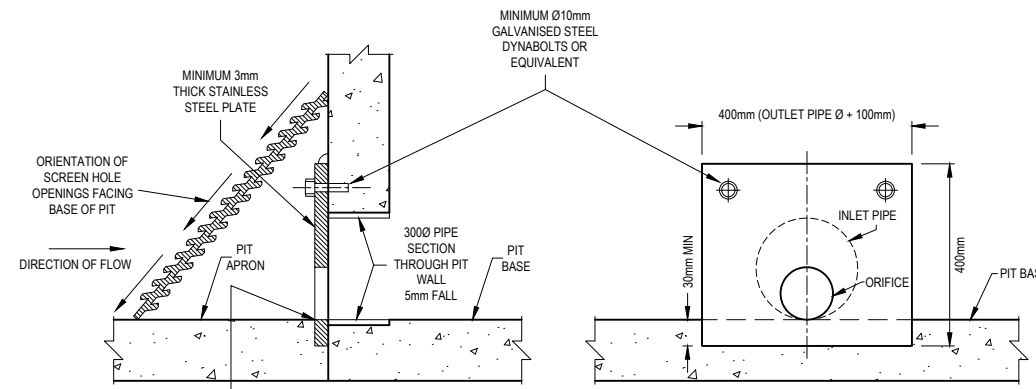 MINIMUM Ø10mm
GALVANISED STEEL
DYNABOLTS OR
EQUIVALENT
MINIMUM 3mm
THICK STAINLESS
STEEL PLATE
400mm (OUTLET PIPE Ø + 100mm)
ORIENTATION OF
SCREEN HOLE
OPENINGS FACING
BASE OF PIT
DIRECTION OF FLOW
PIT
APRON
300Ø PIPE
SECTION
THROUGH PIT
WALL
5mm FALL
PIT
BASE
INLET PIPE
ORIFICE
30mm MIN
400mm
PIT BAS